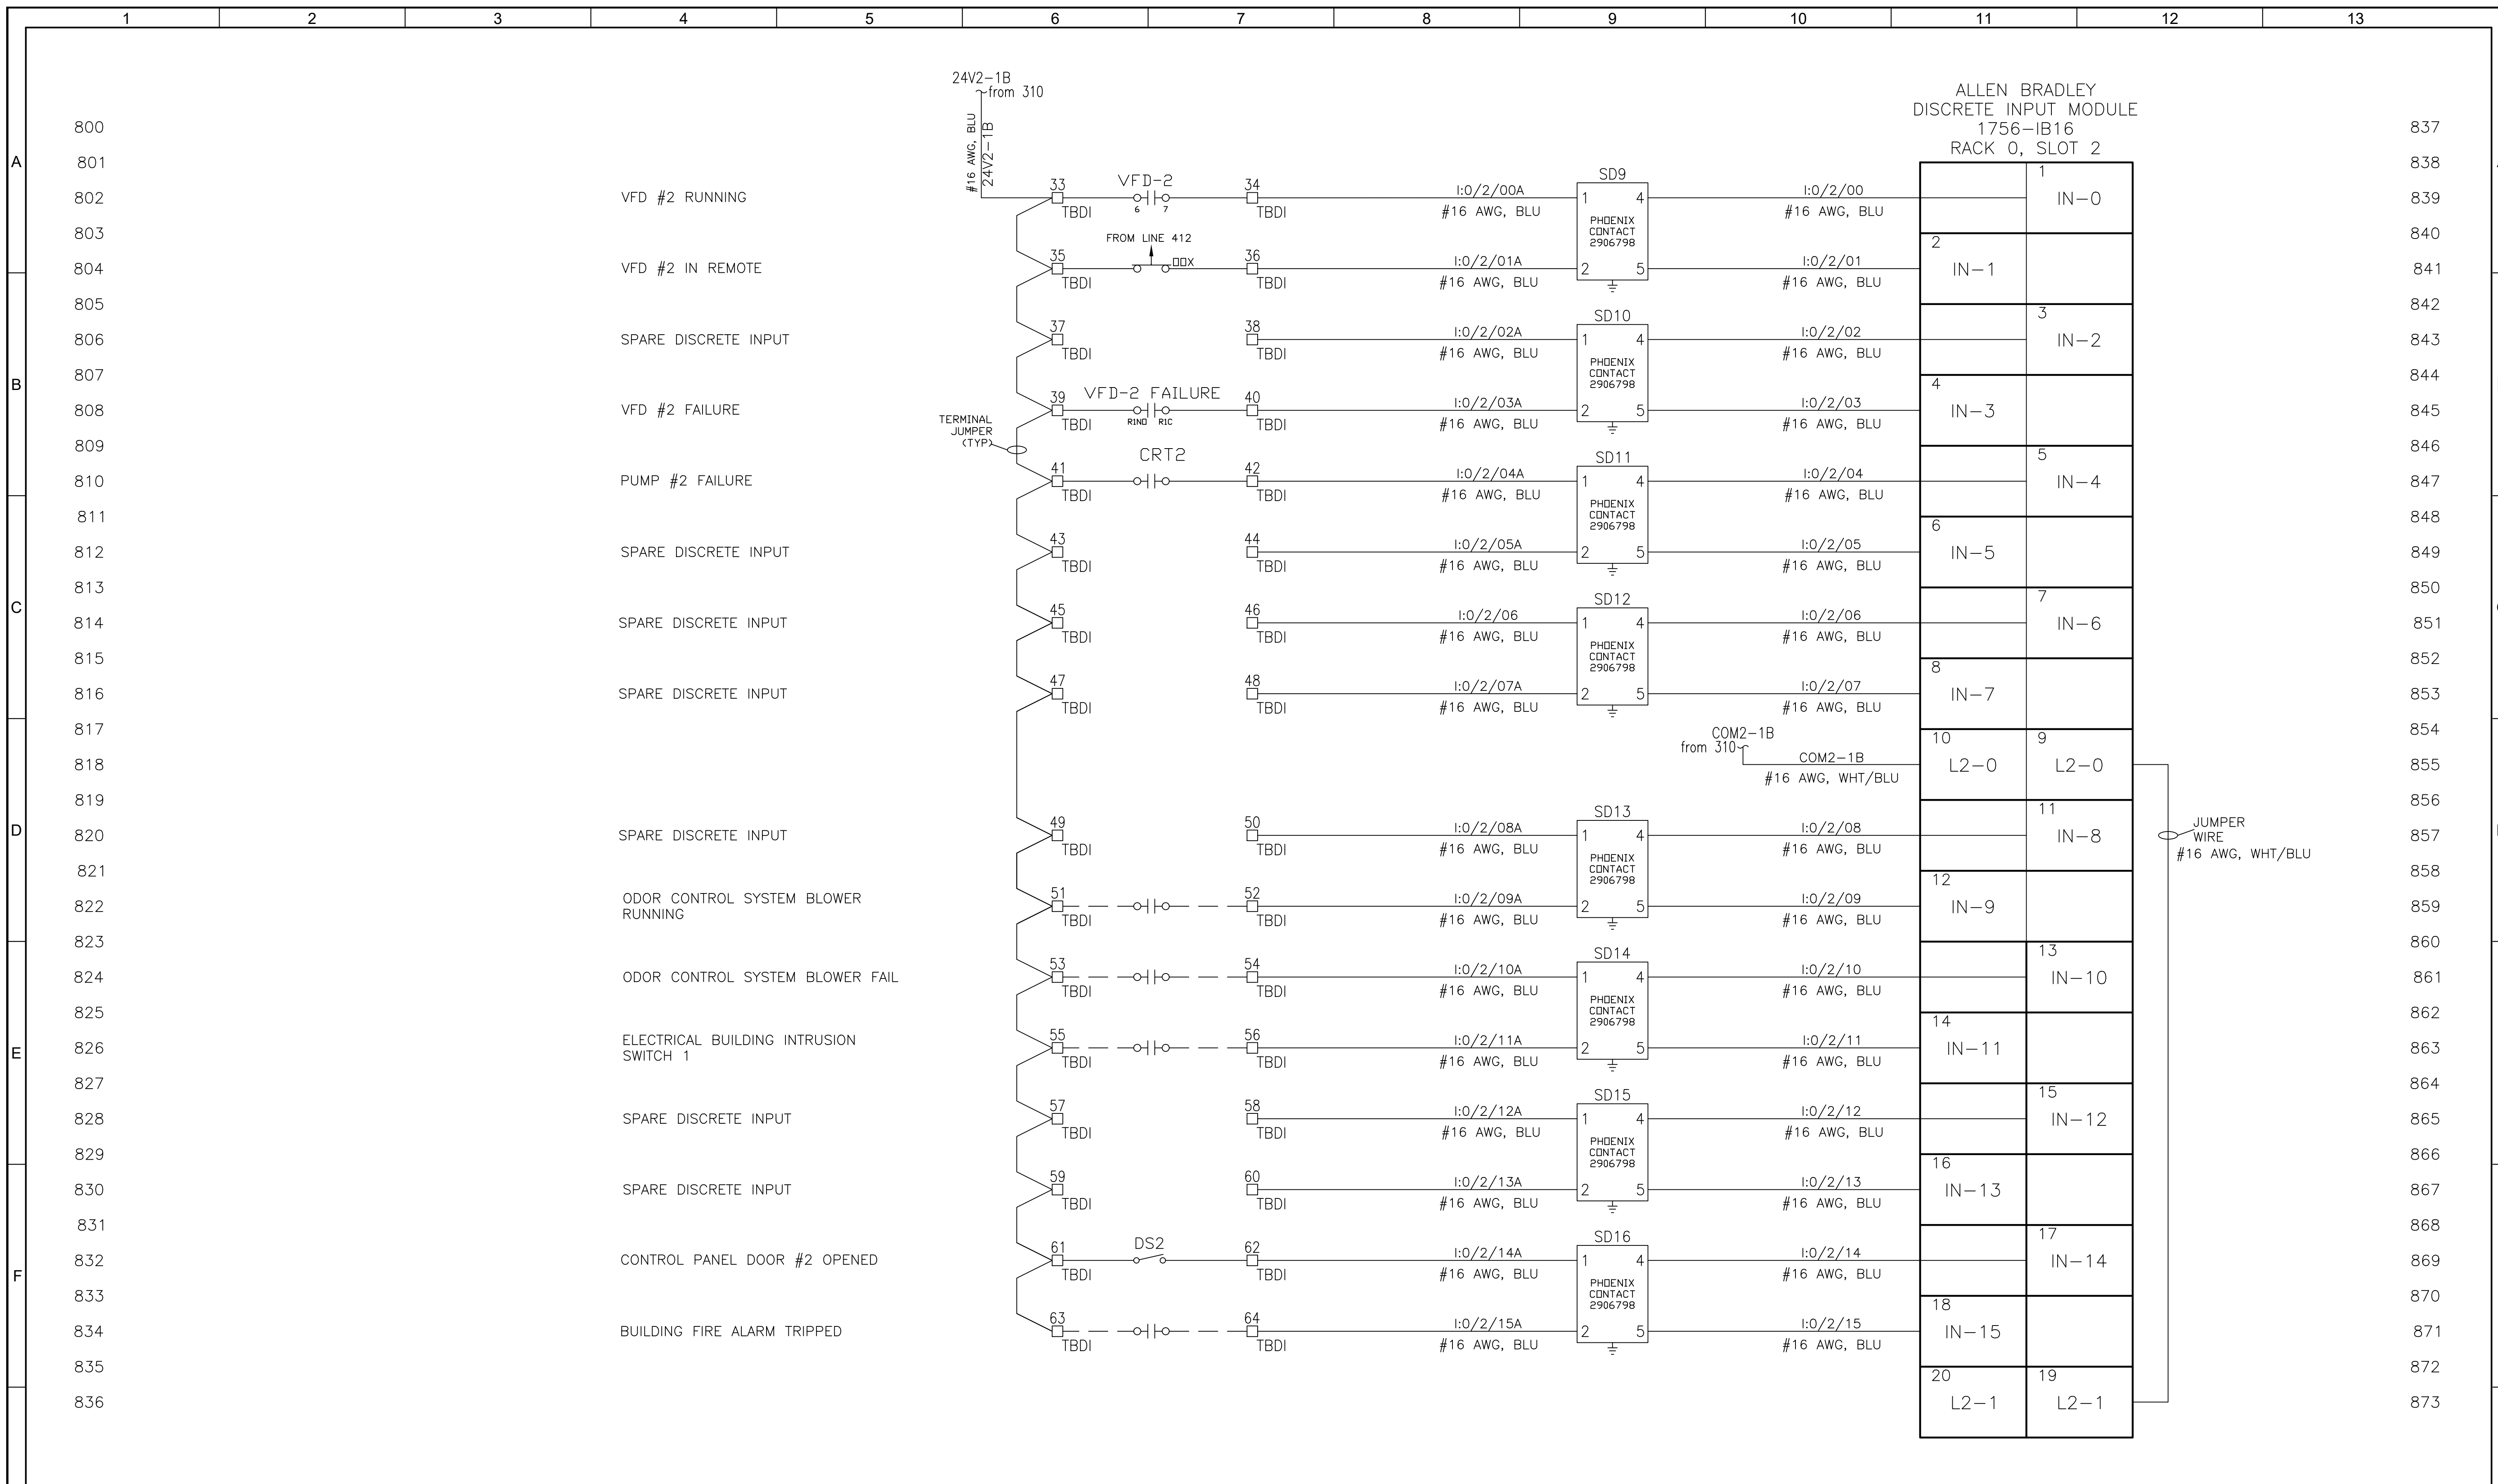 1 2 3 4 5 6 7 8 9 10 11 12 13
24V2-1B
from 310
#16 AWG, BLU
24V2-1B
ALLEN BRADLEY
DISCRETE INPUT MODULE
1756-IB16
RACK 0, SLOT 2
800 837
A
801 838
SD9
1
802 VFD #2 RUNNING 33 TBDI VFD-2 6 7 34 TBDI I:0/2/00A #16 AWG, BLU 1 4 I:0/2/00 #16 AWG, BLU IN-0 839
PHOENIX
CONTACT
2906798
803 840
FROM LINE 412
2
804 VFD #2 IN REMOTE 35 TBDI OOX 36 TBDI I:0/2/01A #16 AWG, BLU 2 5 I:0/2/01 #16 AWG, BLU IN-1 841
805 842
SD10
3
806 SPARE DISCRETE INPUT 37 TBDI 38 TBDI I:0/2/02A #16 AWG, BLU 1 4 I:0/2/02 #16 AWG, BLU IN-2 843
PHOENIX
CONTACT
2906798
807 844
B
4
808 VFD #2 FAILURE 39 TBDI VFD-2 FAILURE R1NO R1C 40 TBDI I:0/2/03A #16 AWG, BLU 2 5 I:0/2/03 #16 AWG, BLU IN-3 845
TERMINAL
JUMPER
(TYP)
809 846
SD11
5
810 PUMP #2 FAILURE 41 TBDI CRT2 42 TBDI I:0/2/04A #16 AWG, BLU 1 4 I:0/2/04 #16 AWG, BLU IN-4 847
PHOENIX
CONTACT
2906798
811 848
6
812 SPARE DISCRETE INPUT 43 TBDI 44 TBDI I:0/2/05A #16 AWG, BLU 2 5 I:0/2/05 #16 AWG, BLU IN-5 849
813 850
C
SD12
7
814 SPARE DISCRETE INPUT 45 TBDI 46 TBDI I:0/2/06 #16 AWG, BLU 1 4 I:0/2/06 #16 AWG, BLU IN-6 851
PHOENIX
CONTACT
2906798
815 852
8
816 SPARE DISCRETE INPUT 47 TBDI 48 TBDI I:0/2/07A #16 AWG, BLU 2 5 I:0/2/07 #16 AWG, BLU IN-7 853
817 854
COM2-1B
from 310
10 9
818 COM2-1B #16 AWG, WHT/BLU L2-0 L2-0 855
819 856
D
SD13
11
820 SPARE DISCRETE INPUT 49 TBDI 50 TBDI I:0/2/08A #16 AWG, BLU 1 4 I:0/2/08 #16 AWG, BLU IN-8 857
JUMPER
WIRE
#16 AWG, WHT/BLU
PHOENIX
CONTACT
2906798
821 858
12
822 ODOR CONTROL SYSTEM BLOWER
RUNNING 51 TBDI 52 TBDI I:0/2/09A #16 AWG, BLU 2 5 I:0/2/09 #16 AWG, BLU IN-9 859
823 860
SD14
13
824 ODOR CONTROL SYSTEM BLOWER FAIL 53 TBDI 54 TBDI I:0/2/10A #16 AWG, BLU 1 4 I:0/2/10 #16 AWG, BLU IN-10 861
PHOENIX
CONTACT
2906798
825 862
E
14
826 ELECTRICAL BUILDING INTRUSION
SWITCH 1 55 TBDI 56 TBDI I:0/2/11A #16 AWG, BLU 2 5 I:0/2/11 #16 AWG, BLU IN-11 863
827 864
SD15
15
828 SPARE DISCRETE INPUT 57 TBDI 58 TBDI I:0/2/12A #16 AWG, BLU 1 4 I:0/2/12 #16 AWG, BLU IN-12 865
PHOENIX
CONTACT
2906798
829 866
16
830 SPARE DISCRETE INPUT 59 TBDI 60 TBDI I:0/2/13A #16 AWG, BLU 2 5 I:0/2/13 #16 AWG, BLU IN-13 867
831 868
SD16
17
832 CONTROL PANEL DOOR #2 OPENED 61 TBDI DS2 62 TBDI I:0/2/14A #16 AWG, BLU 1 4 I:0/2/14 #16 AWG, BLU IN-14 869
F
PHOENIX
CONTACT
2906798
833 870
18
834 BUILDING FIRE ALARM TRIPPED 63 TBDI 64 TBDI I:0/2/15A #16 AWG, BLU 2 5 I:0/2/15 #16 AWG, BLU IN-15 871
835 872
20 19
836 L2-1 L2-1 873